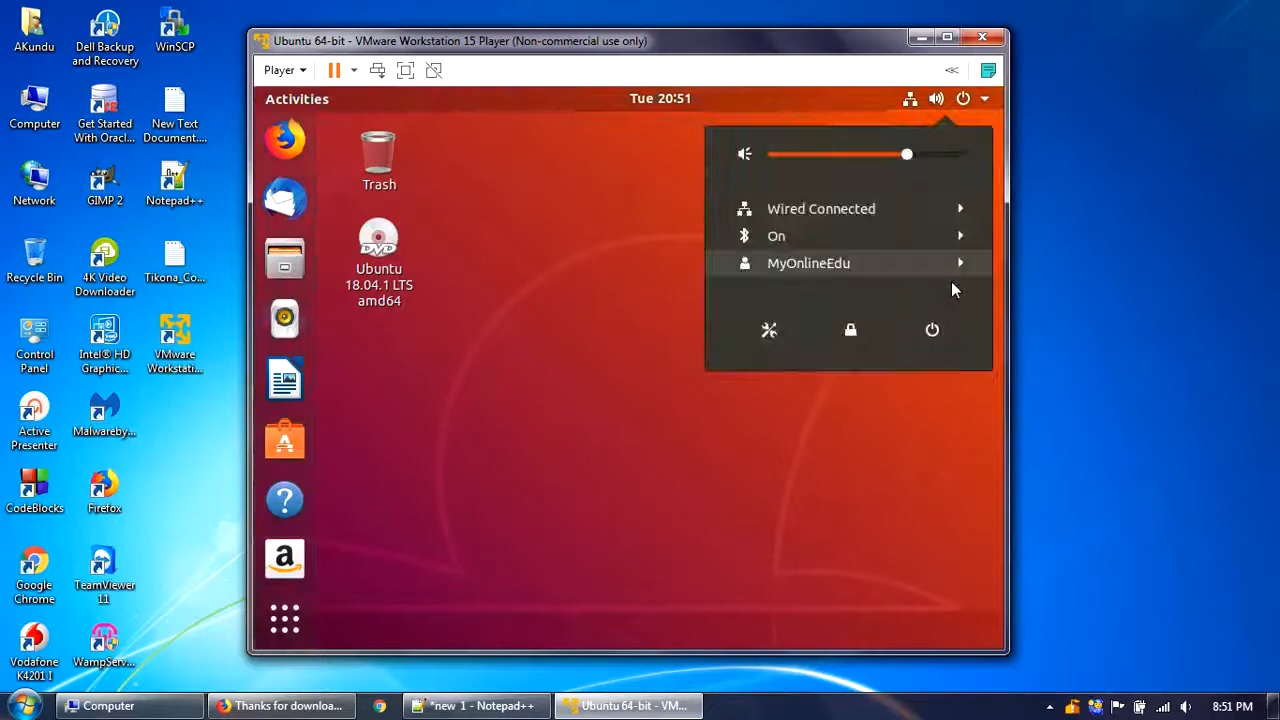 AKundu
Dell Backup
and Recovery
WinSCP
Computer
Get Started
With Oracl...
New Text
Document....
Network
GIMP 2
Notepad++
Recycle Bin
4K Video
Downloader
Tikona_Co...
Control
Panel
Intel® HD
Graphic...
VMware
Workstati...
Active
Presenter
Malwareby...
CodeBlocks
Firefox
Google
Chrome
TeamViewer
11
Vodafone
K4201 I
WampServ...
Ubuntu 64-bit - VMware Workstation 15 Player (Non-commercial use only)
Player
Activities
Tue 20:51
Trash
DVD
Ubuntu
18.04.1 LTS
amd64
Wired Connected
On
MyOnlineEdu
Computer
Thanks for downloa...
*new 1 - Notepad++
Ubuntu 64-bit - VM...
8:51 PM